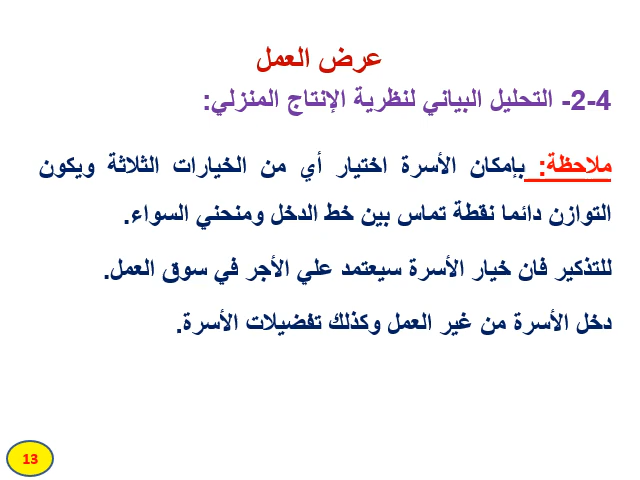 عرض العمل
2-4- التحليل البياني لنظرية الإنتاج المنزلي:
ملاحظة: بإمكان الأسرة اختيار أي من الخيارات الثلاثة ويكون
التوازن دائما نقطة تماس بين خط الدخل ومنحني السواء.
للتذكير فان خيار الأسرة سيعتمد علي الأجر في سوق العمل.
دخل الأسرة من غير العمل وكذلك تفضيلات الأسرة.
13